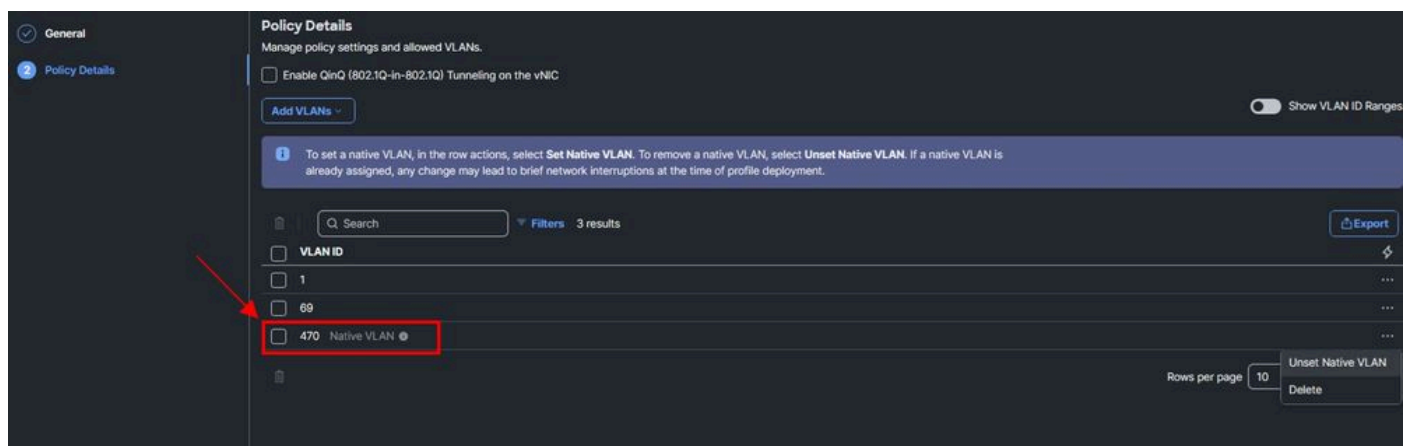 General
2 Policy Details
Policy Details
Manage policy settings and allowed VLANs.
Enable QinQ (802.1Q-in-802.1Q) Tunneling on the vNIC
Add VLANs
Show VLAN ID Ranges
To set a native VLAN, in the row actions, select Set Native VLAN. To remove a native VLAN, select Unset Native VLAN. If a native VLAN is
already assigned, any change may lead to brief network interruptions at the time of profile deployment.
Search Filters 3 results Export
VLAN ID
1
69
470 Native VLAN
Unset Native VLAN
Rows per page 10
Delete